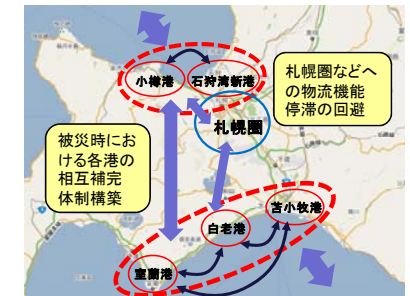 小樽港
石狩湾新港
札幌圏などへ
の物流機能
停滞の回避
札幌圏
被災時にお
ける各港の
相互補完
体制構築
苫小牧港
白老港
室蘭港